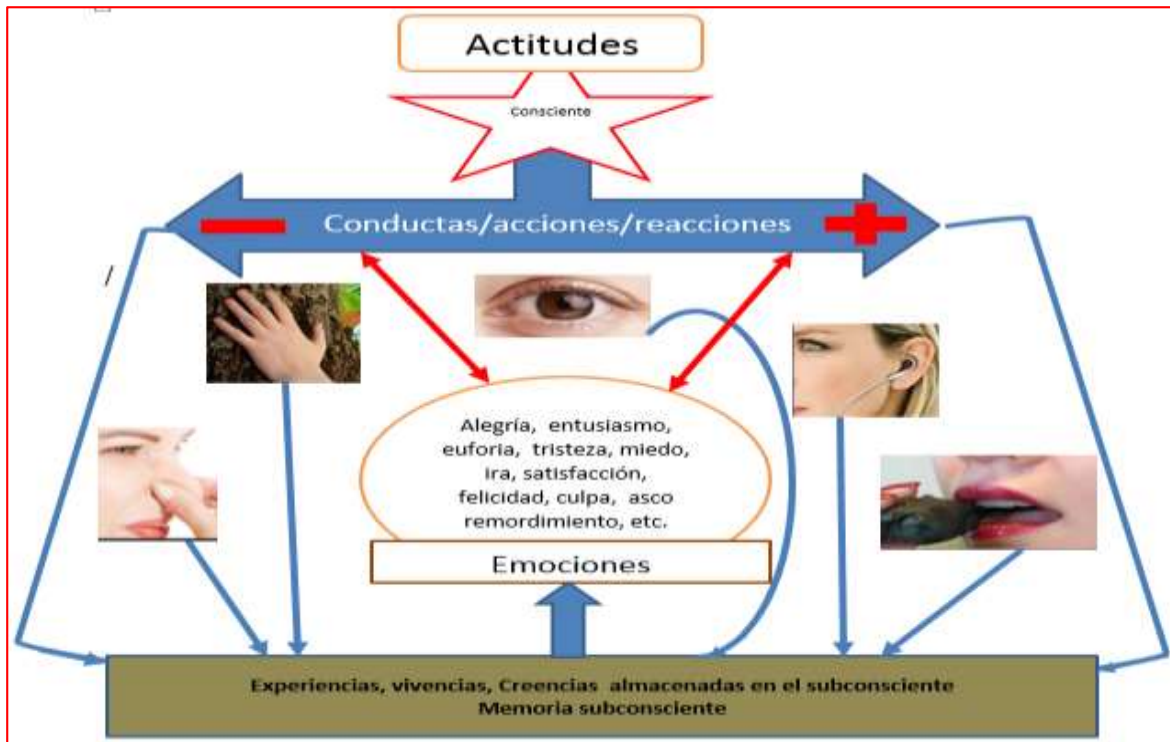 Actitudes
Consciente
Conductas/acciones/reacciones
Alegría, entusiasmo,
euforia, tristeza, miedo,
ira, satisfacción,
felicidad, culpa, asco
remordimiento, etc.
Emociones
Experiencias, vivencias, Creencias almacenadas en el subconsciente
Memoria subconsciente